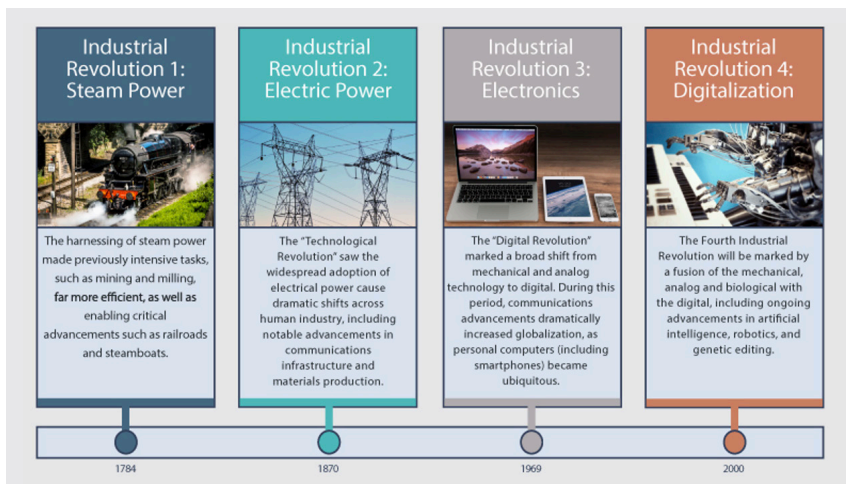 Industrial
Revolution 1:
Steam Power
The harnessing of steam power
made previously intensive tasks,
such as mining and milling,
far more efficient, as well as
enabling critical
advancements such as railroads
and steamboats.
Industrial
Revolution 2:
Electric Power
The “Technological
Revolution” saw the
widespread adoption of
electrical power cause
dramatic shifts across
human industry, including
notable advancements in
communications
infrastructure and
materials production.
Industrial
Revolution 3:
Electronics
The “Digital Revolution”
marked a broad shift from
mechanical and analog
technology to digital. During this
period, communications
advancements dramatically
increased globalization, as
personal computers (including
smartphones) became
ubiquitous.
Industrial
Revolution 4:
Digitalization
The Fourth Industrial
Revolution will be marked by
a fusion of the mechanical,
analog and biological with
the digital, including ongoing
advancements in artificial
intelligence, robotics, and
genetic editing.
1784
1870
1969
2000